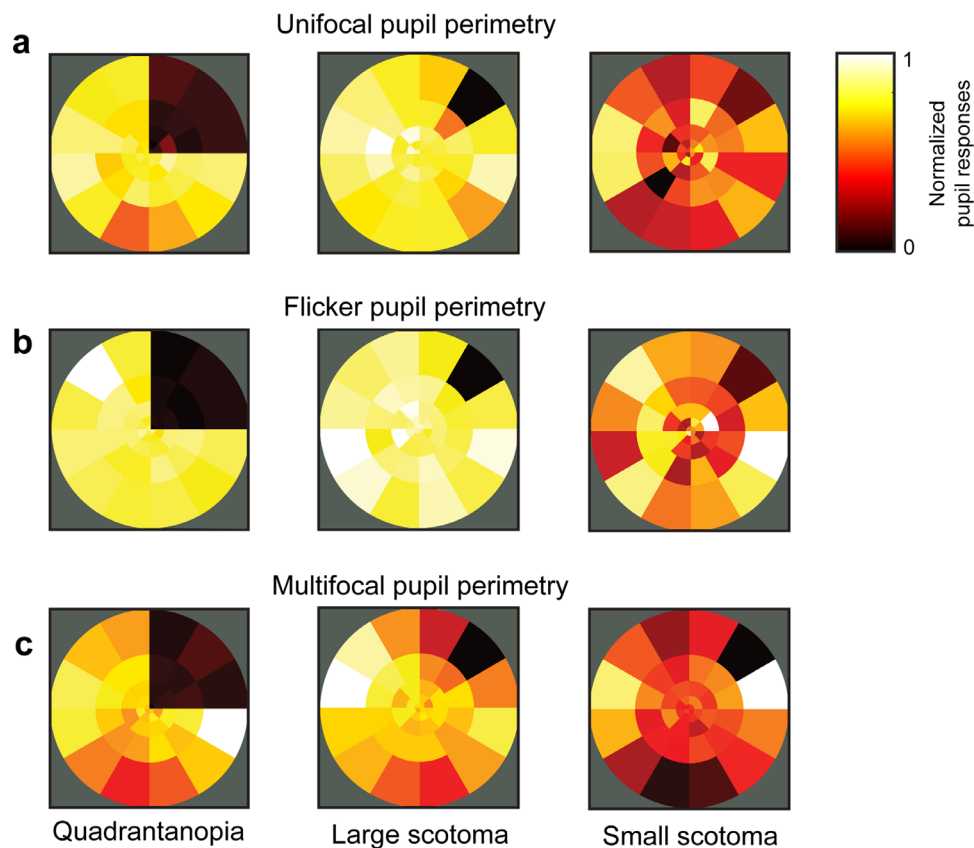 Unifocal pupil perimetry
a
1
Normalized
pupil responses
0
Flicker pupil perimetry
b
Multifocal pupil perimetry
c
Quadrantanopia
Large scotoma
Small scotoma